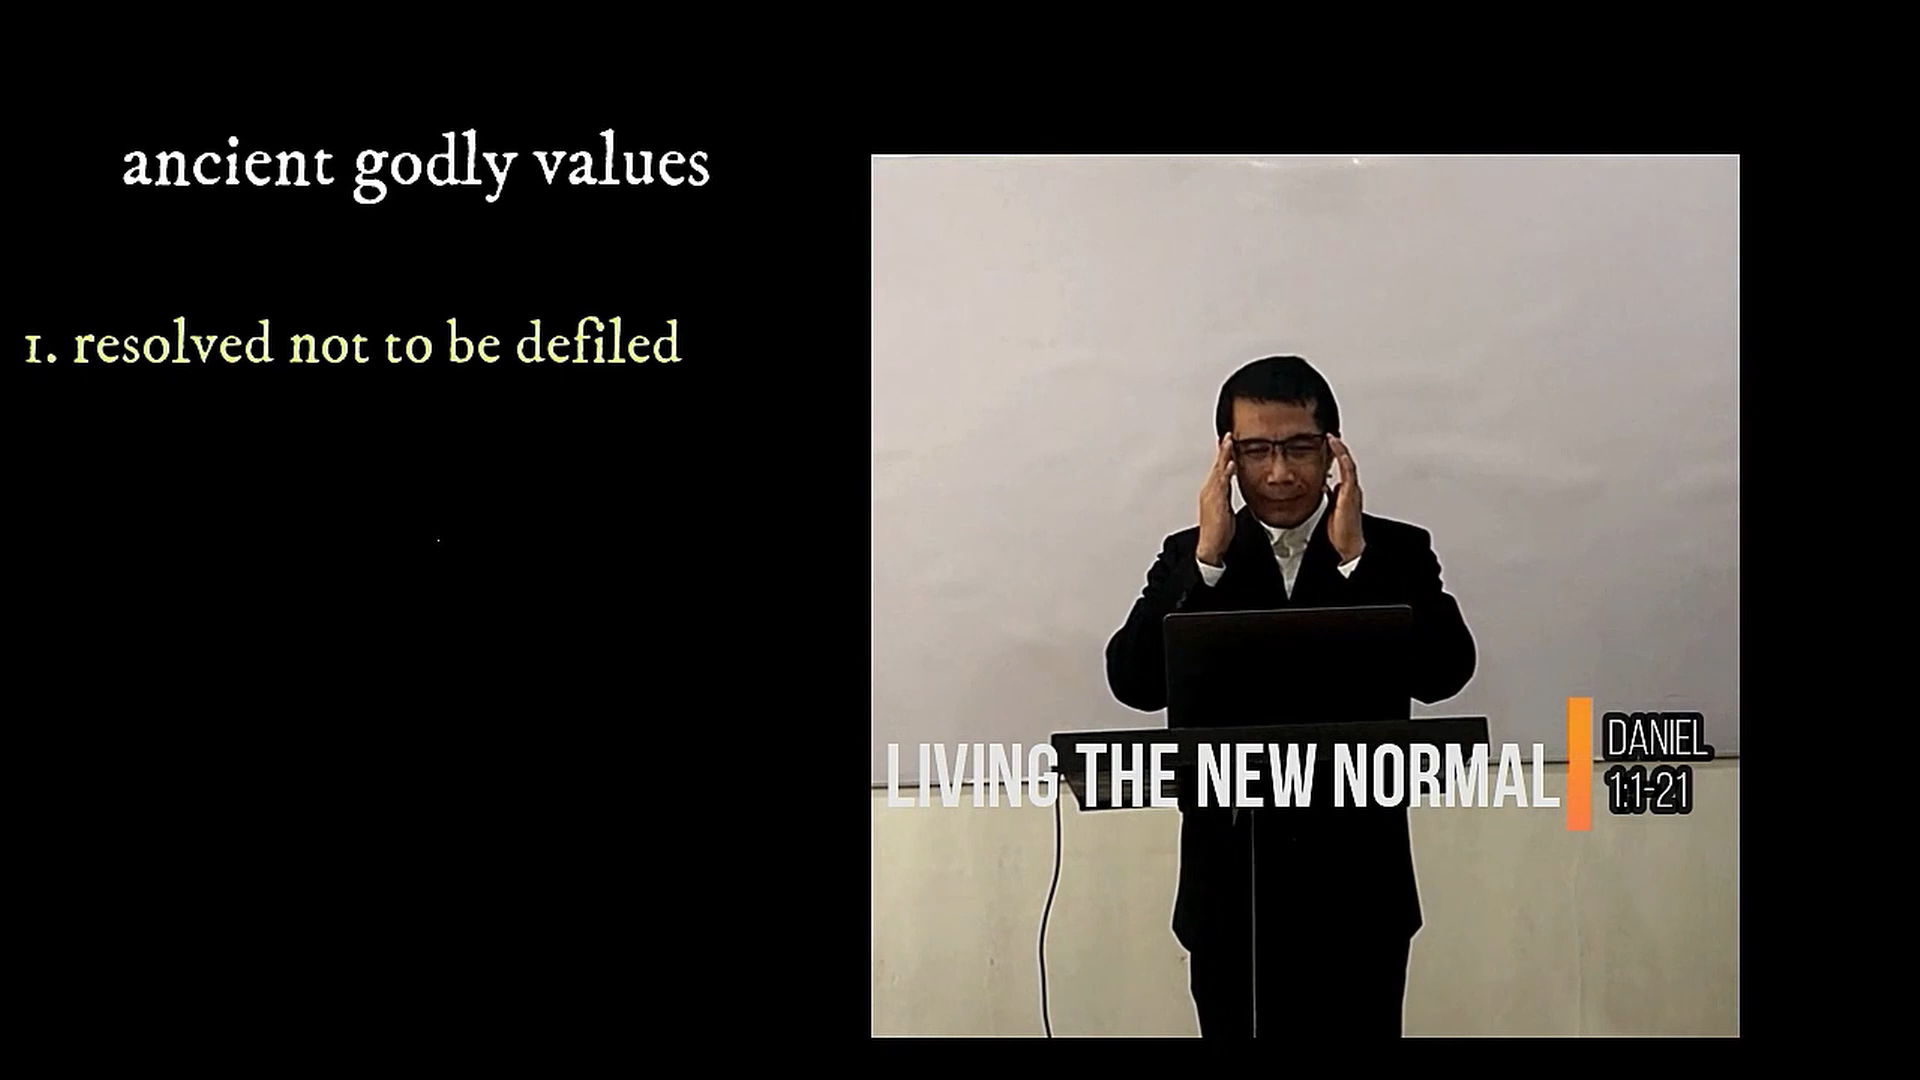 ancient godly values
1. resolved not to be defiled
LIVING THE NEW NORMAL
DANIEL
1:1-21